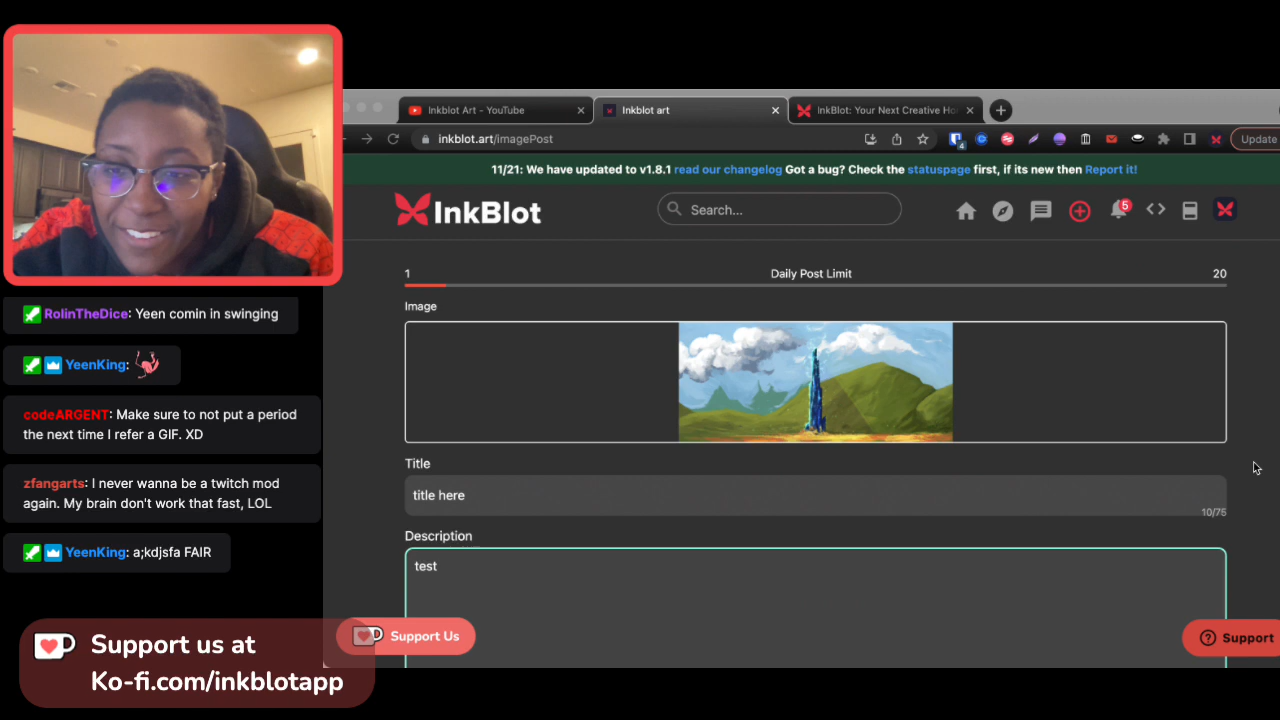 Inkblot Art - YouTube
Inkblot art
InkBlot: Your Next Creative Ho
inkblot.art/imagePost
4
Update
11/21: We have updated to v1.8.1 read our changelog Got a bug? Check the statuspage first, if its new then Report it!
InkBlot
Search...
5
1
Daily Post Limit
20
Image
Title
title here
10/75
Description
test
Support Us
Support
RolinTheDice: Yeen comin in swinging
YeenKing:
codeARGENT: Make sure to not put a period
the next time I refer a GIF. XD
zfangarts: I never wanna be a twitch mod
again. My brain don't work that fast, LOL
YeenKing: a;kdjsfa FAIR
Support us at
Ko-fi.com/inkblotapp